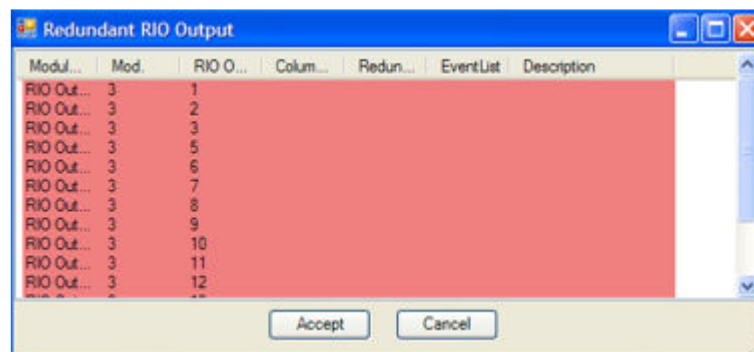 Redundant RIO Output
Modul... Mod. RIO O... Colum... Redun... EventList Description
RIO Out... 3 1
RIO Out... 3 2
RIO Out... 3 3
RIO Out... 3 5
RIO Out... 3 6
RIO Out... 3 7
RIO Out... 3 8
RIO Out... 3 9
RIO Out... 3 10
RIO Out... 3 11
RIO Out... 3 12
Accept Cancel